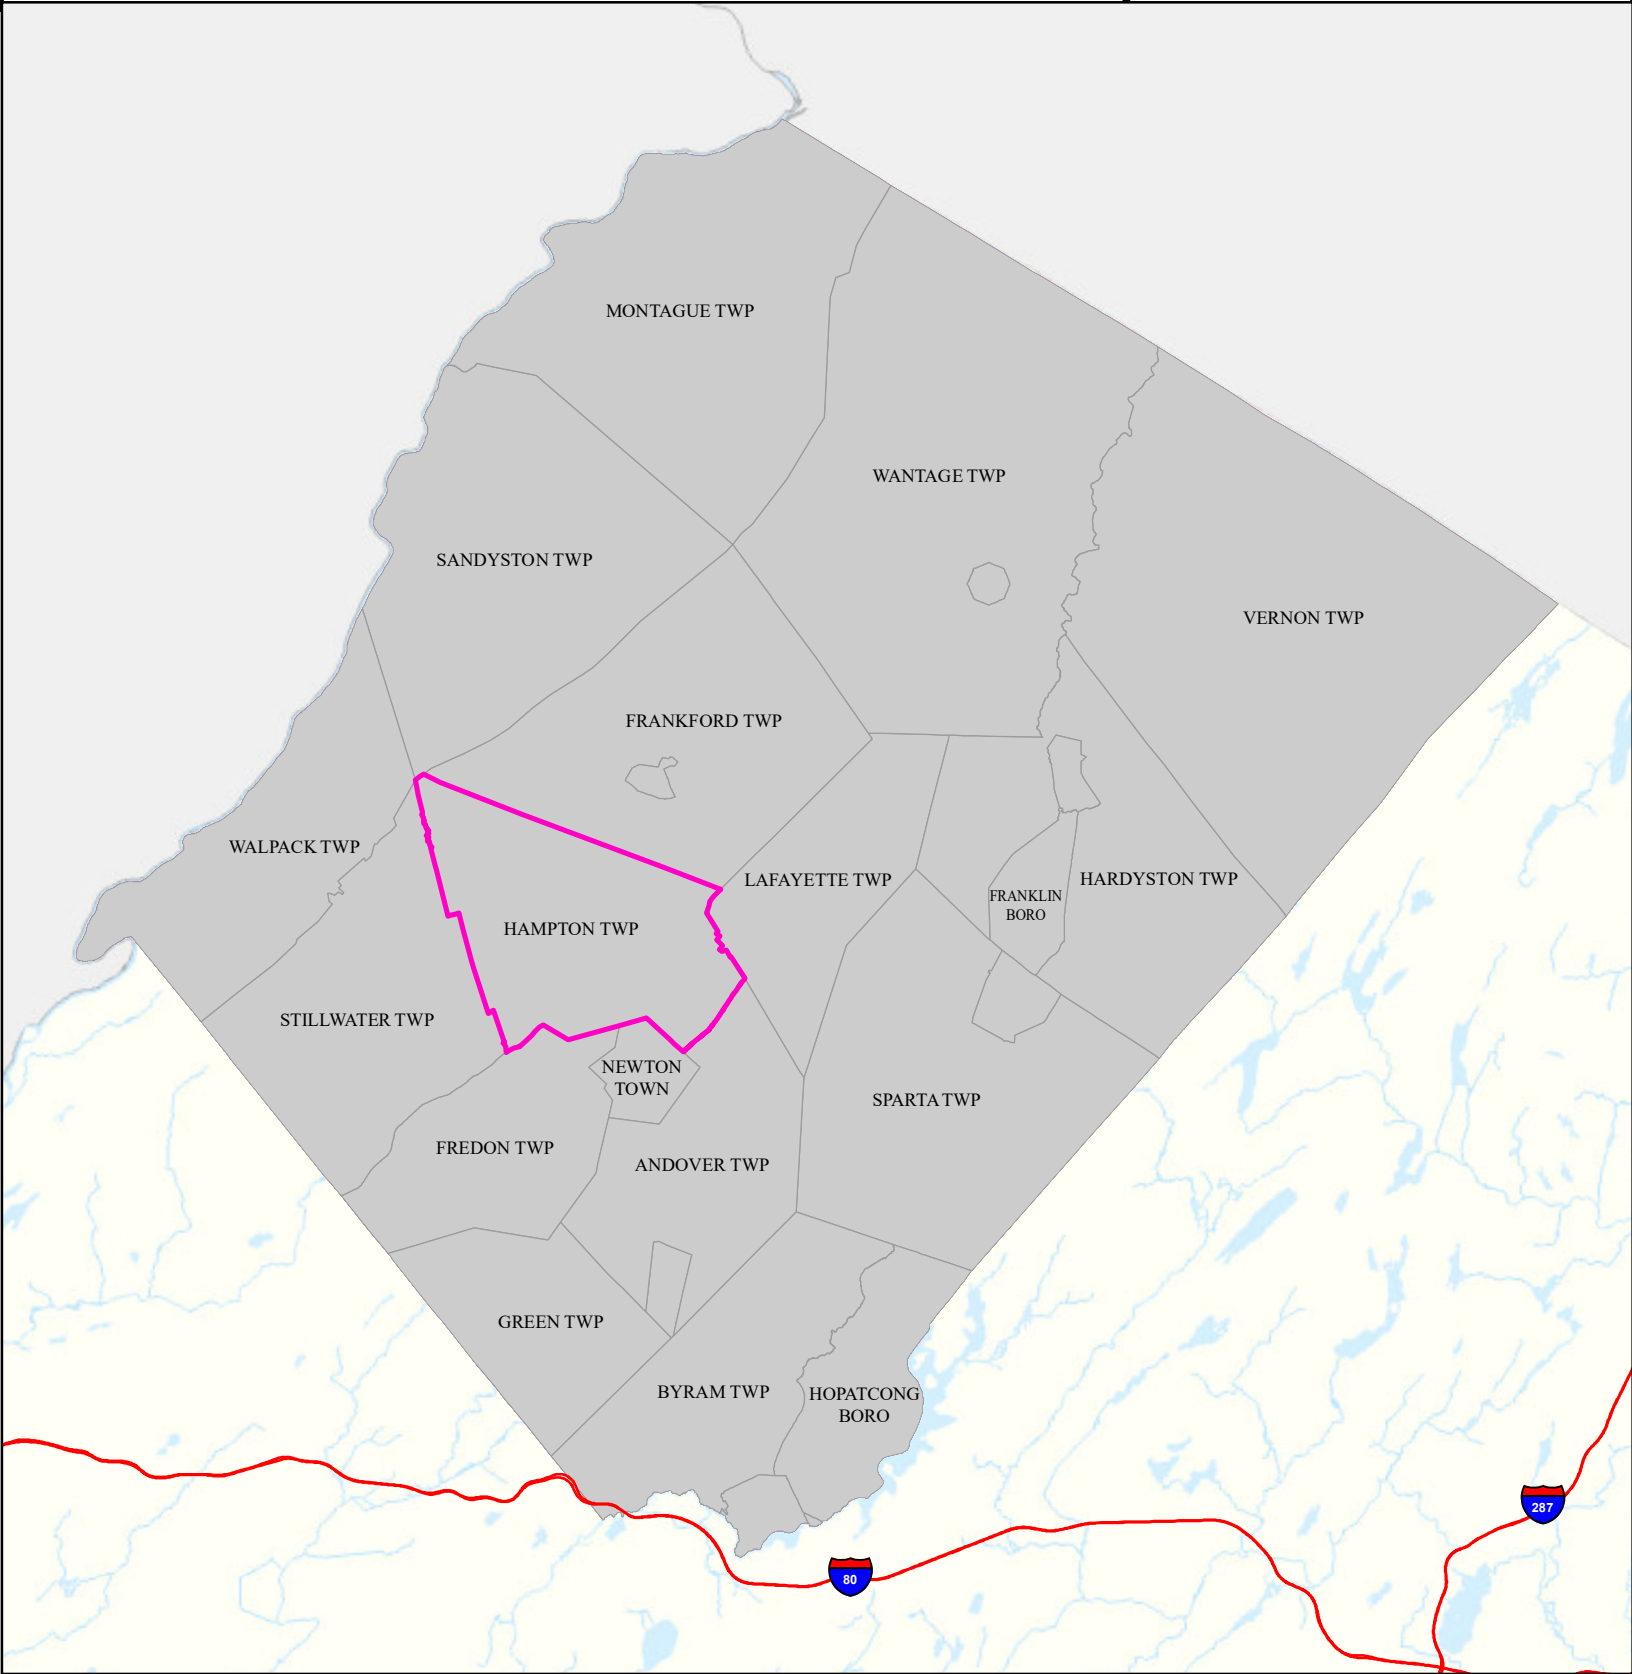 MONTAGUE TWP
WANTAGE TWP
SANDYSTON TWP
VERNON TWP
FRANKFORD TWP
WALPACK TWP
LAFAYETTE TWP
HARDYSTON TWP
FRANKLIN
BORO
HAMPTON TWP
STILLWATER TWP
NEWTON
TOWN
SPARTA TWP
FREDON TWP
ANDOVER TWP
GREEN TWP
BYRAM TWP
HOPATCONG
BORO
287
80